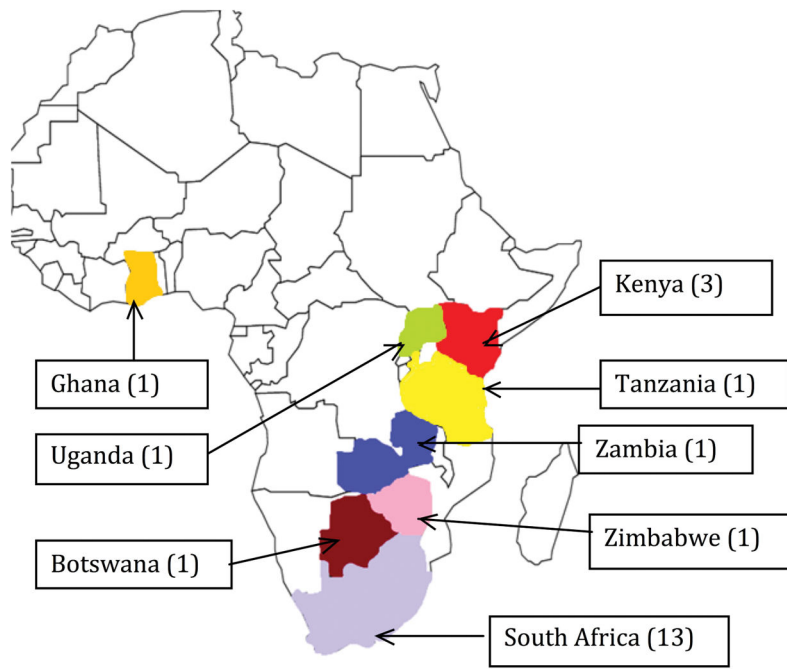 Kenya (3)
Ghana (1)
Tanzania (1)
Uganda (1)
Zambia (1)
Botswana (1)
Zimbabwe (1)
South Africa (13)